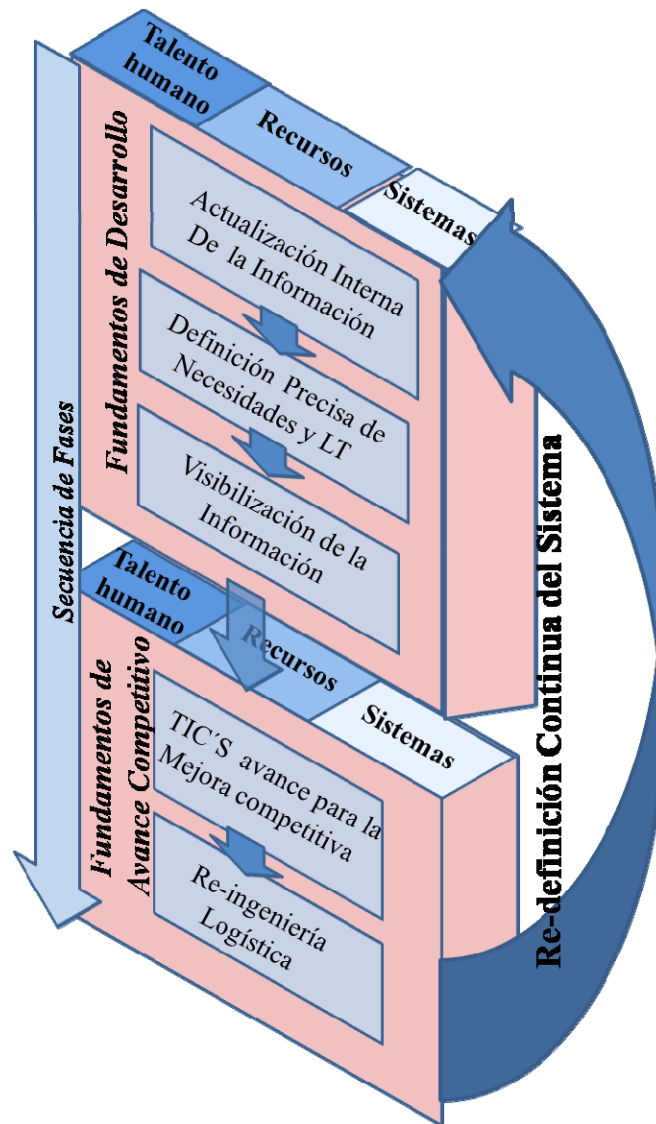 Talento
humano
Recursos
Sistemas
Fundamentos de Desarrollo
Actualización Interna
De la Información
Definición Precisa de
Necesidades y LT
Visibilización de la
Información
Secuencia de Fases
Talento
humano
Recursos
Sistemas
Fundamentos de
Avance Competitivo
TIC´S avance para la
Mejora competitiva
Re-ingeniería
Logística
Re-definición Continua del Sistema